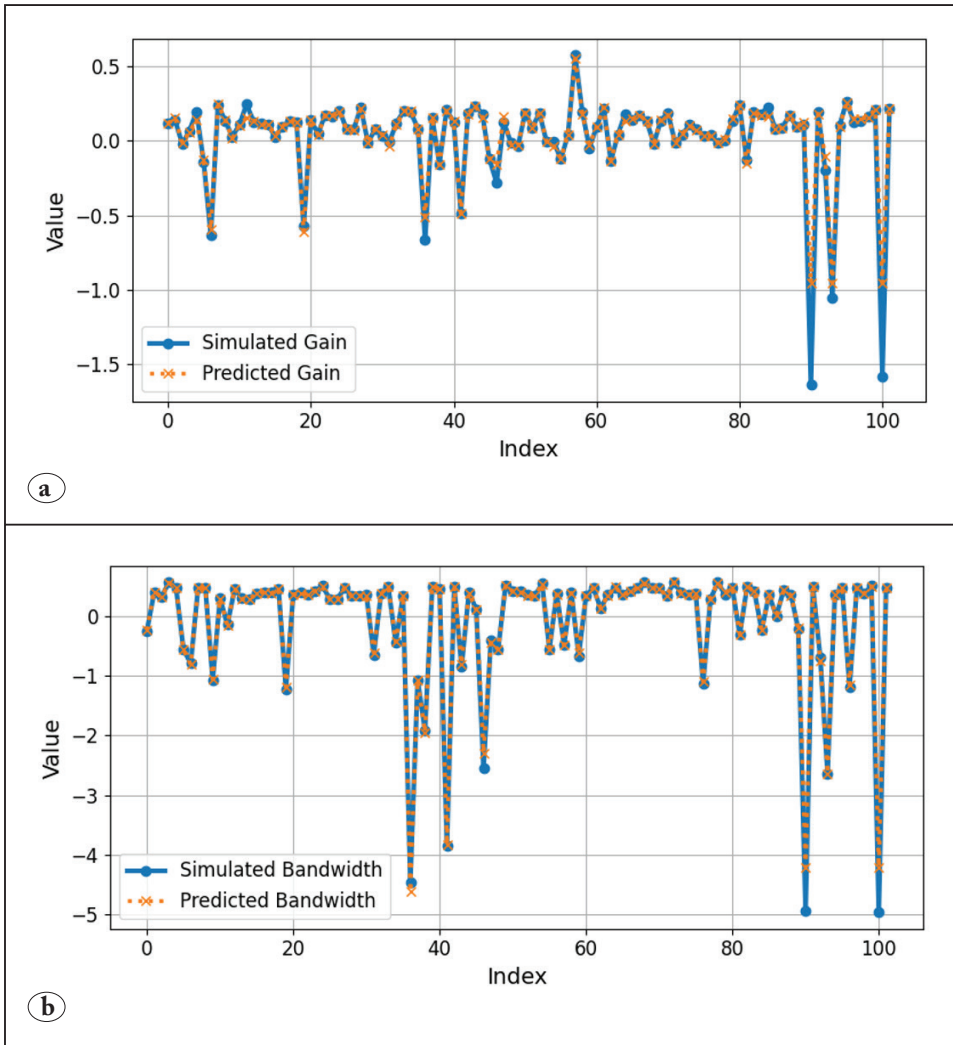 0.5
0.0
−0.5
−1.0
−1.5
Value
Simulated Gain
Predicted Gain
0 20 40 60 80 100
Index
a
0
−1
−2
−3
−4
−5
Value
Simulated Bandwidth
Predicted Bandwidth
0 20 40 60 80 100
Index
b